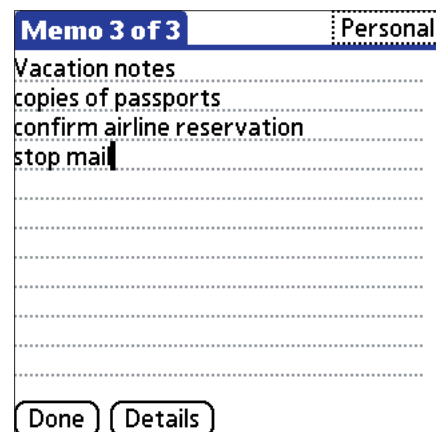 Memo 3 of 3
Personal
Vacation notes
copies of passports
confirm airline reservation
stop mail
Done
Details